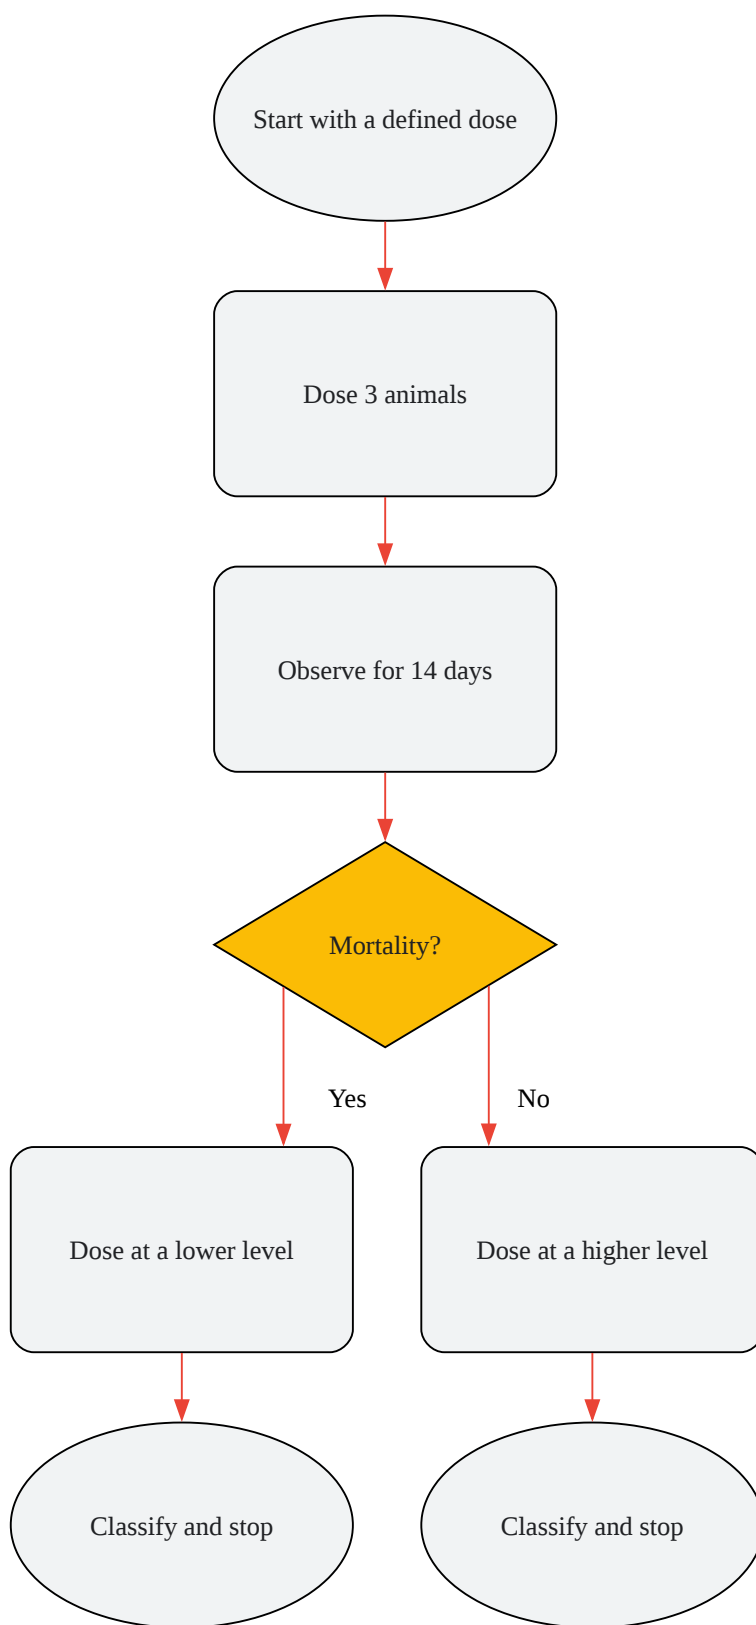 Start with a defined dose
Dose 3 animals
Observe for 14 days
Mortality?
Yes
No
Dose at a lower level
Dose at a higher level
Classify and stop
Classify and stop